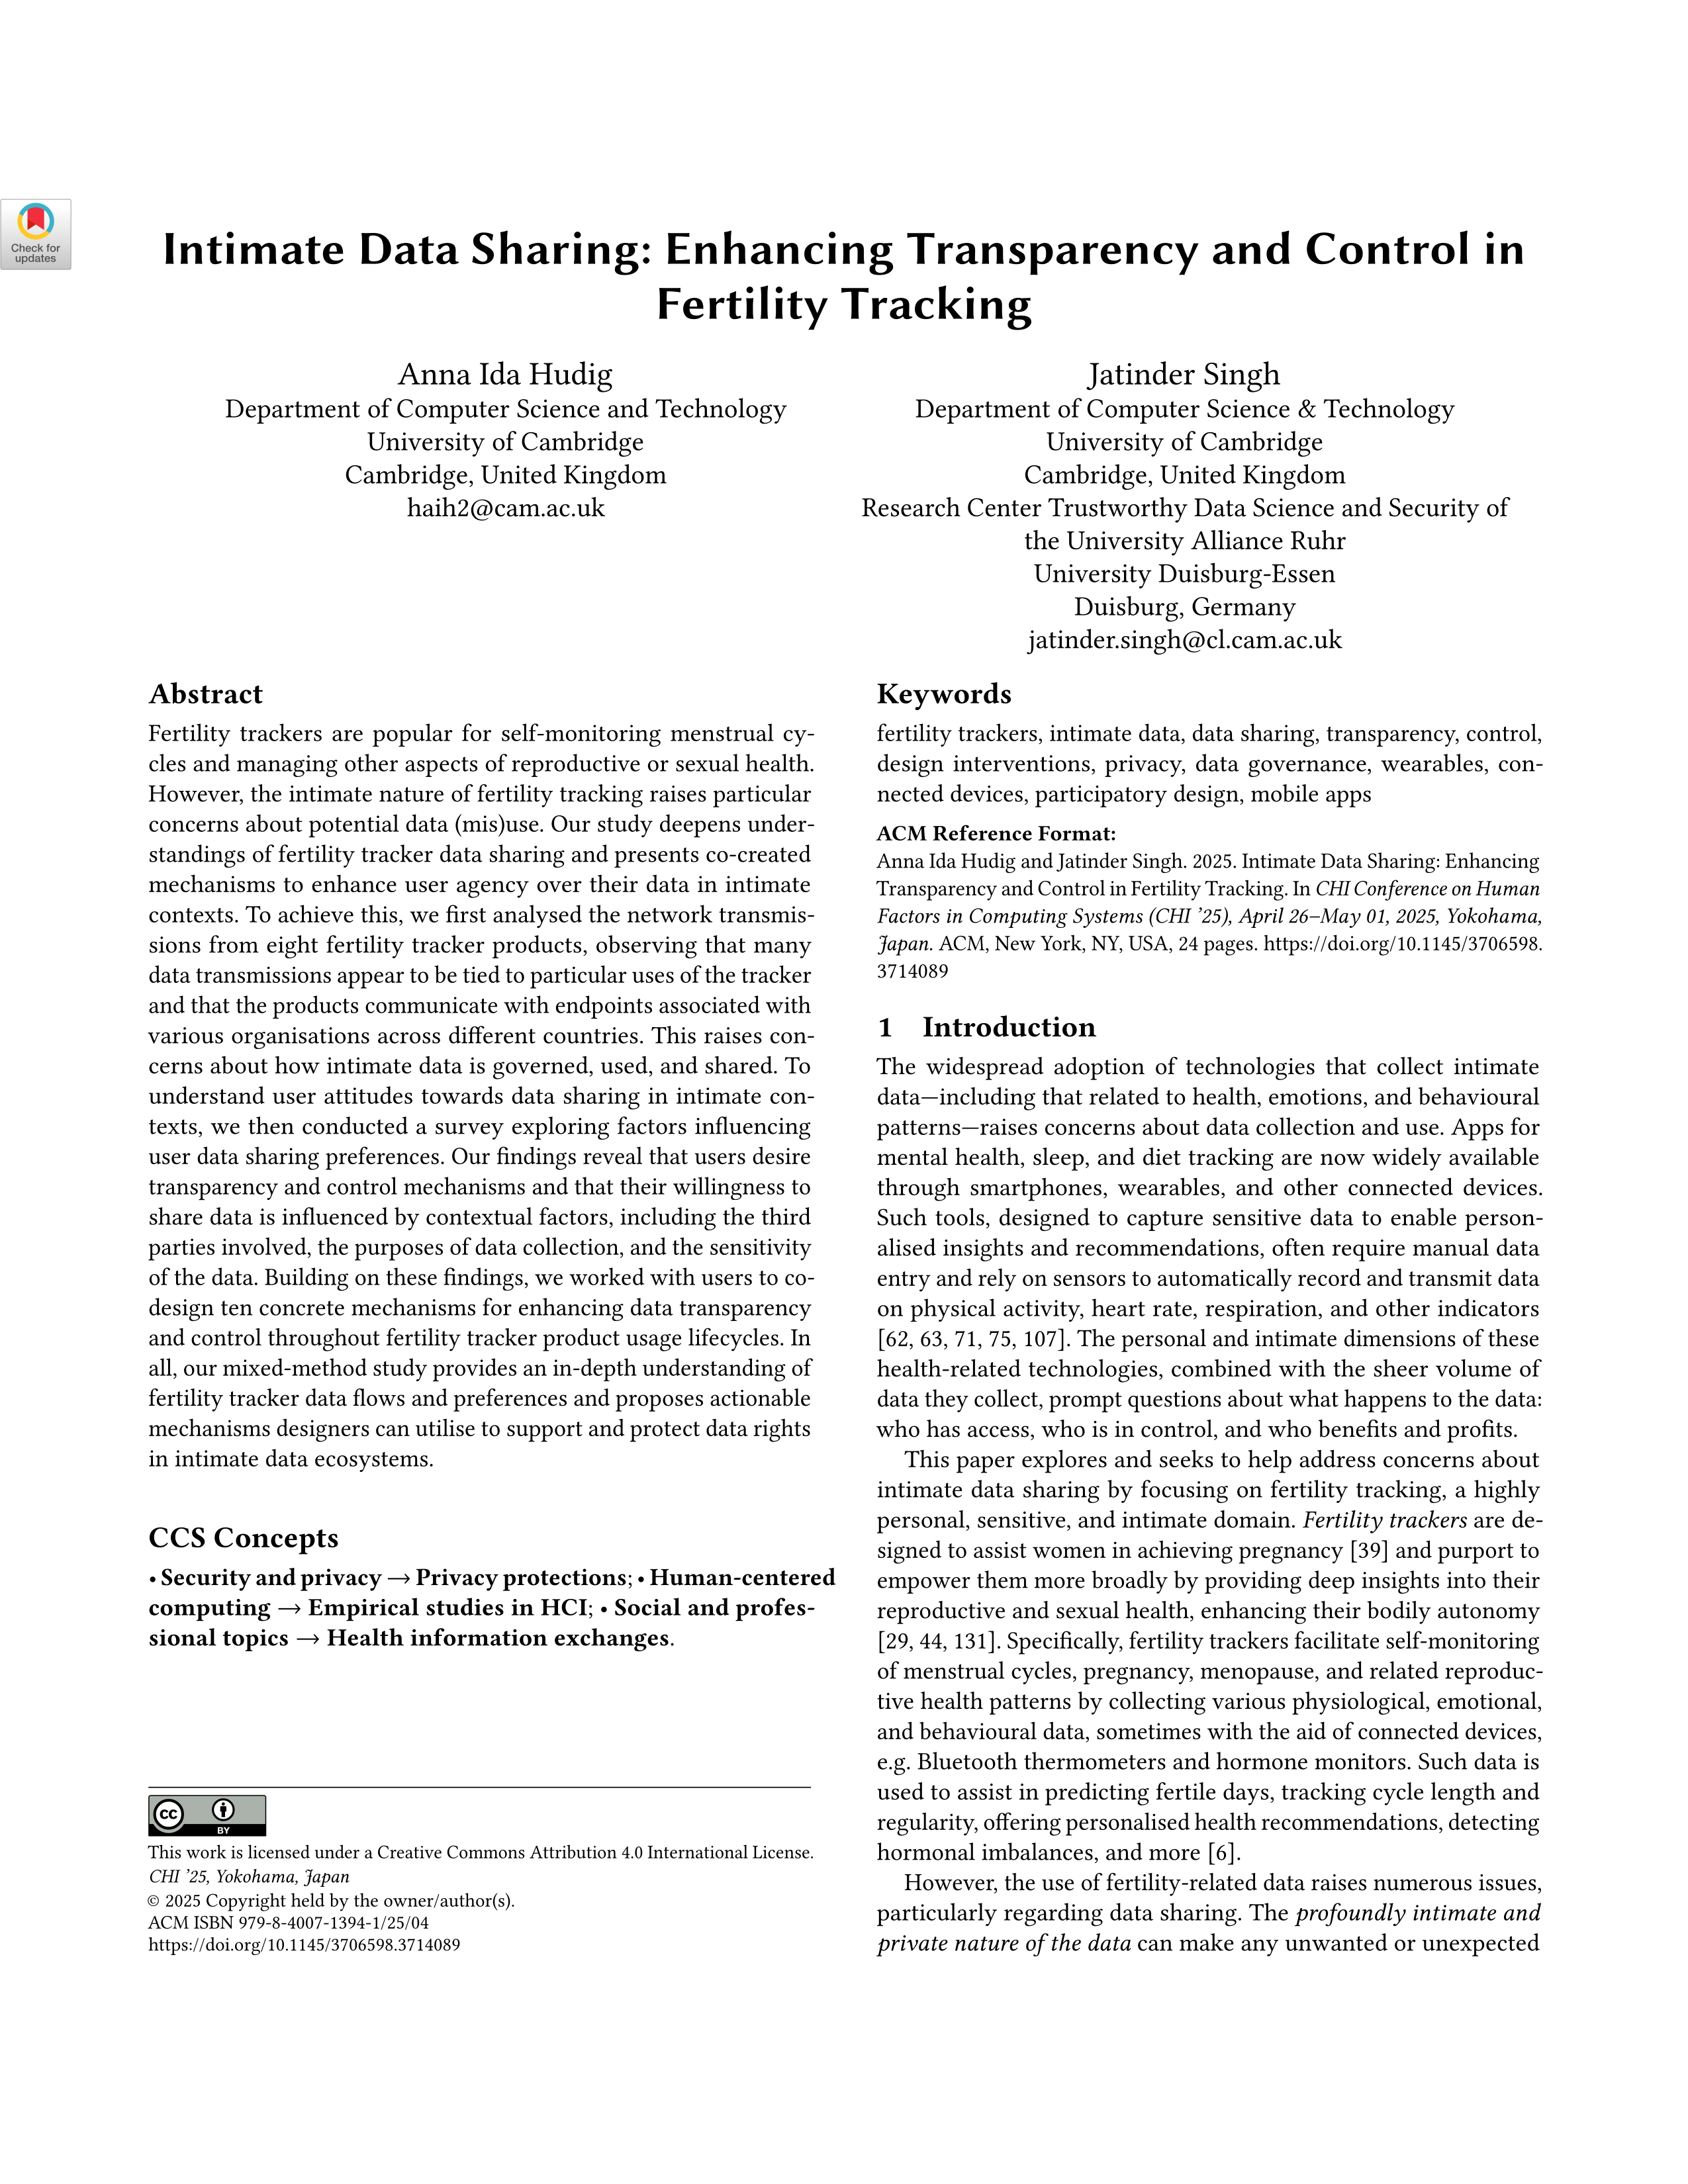 Check for
updates
Intimate Data Sharing: Enhancing Transparency and Control in
Fertility Tracking
Anna Ida Hudig
Department of Computer Science and Technology
University of Cambridge
Cambridge, United Kingdom
haih2@cam.ac.uk
Jatinder Singh
Department of Computer Science & Technology
University of Cambridge
Cambridge, United Kingdom
Research Center Trustworthy Data Science and Security of
the University Alliance Ruhr
University Duisburg-Essen
Duisburg, Germany
jatinder.singh@cl.cam.ac.uk
Abstract
Fertility trackers are popular for self-monitoring menstrual cy-
cles and managing other aspects of reproductive or sexual health.
However, the intimate nature of fertility tracking raises particular
concerns about potential data (mis)use. Our study deepens under-
standings of fertility tracker data sharing and presents co-created
mechanisms to enhance user agency over their data in intimate
contexts. To achieve this, we first analysed the network transmis-
sions from eight fertility tracker products, observing that many
data transmissions appear to be tied to particular uses of the tracker
and that the products communicate with endpoints associated with
various organisations across different countries. This raises con-
cerns about how intimate data is governed, used, and shared. To
understand user attitudes towards data sharing in intimate con-
texts, we then conducted a survey exploring factors influencing
user data sharing preferences. Our findings reveal that users desire
transparency and control mechanisms and that their willingness to
share data is influenced by contextual factors, including the third
parties involved, the purposes of data collection, and the sensitivity
of the data. Building on these findings, we worked with users to co-
design ten concrete mechanisms for enhancing data transparency
and control throughout fertility tracker product usage lifecycles. In
all, our mixed-method study provides an in-depth understanding of
fertility tracker data flows and preferences and proposes actionable
mechanisms designers can utilise to support and protect data rights
in intimate data ecosystems.
CCS Concepts
• Security and privacy → Privacy protections; • Human-centered
computing → Empirical studies in HCI; • Social and profes-
sional topics → Health information exchanges.
cc
BY
This work is licensed under a Creative Commons Attribution 4.0 International License.
CHI ’25, Yokohama, Japan
© 2025 Copyright held by the owner/author(s).
ACM ISBN 979-8-4007-1394-1/25/04
https://doi.org/10.1145/3706598.3714089
Keywords
fertility trackers, intimate data, data sharing, transparency, control,
design interventions, privacy, data governance, wearables, con-
nected devices, participatory design, mobile apps
ACM Reference Format:
Anna Ida Hudig and Jatinder Singh. 2025. Intimate Data Sharing: Enhancing
Transparency and Control in Fertility Tracking. In CHI Conference on Human
Factors in Computing Systems (CHI ’25), April 26–May 01, 2025, Yokohama,
Japan. ACM, New York, NY, USA, 24 pages. https://doi.org/10.1145/3706598.
3714089
1 Introduction
The widespread adoption of technologies that collect intimate
data—including that related to health, emotions, and behavioural
patterns—raises concerns about data collection and use. Apps for
mental health, sleep, and diet tracking are now widely available
through smartphones, wearables, and other connected devices.
Such tools, designed to capture sensitive data to enable person-
alised insights and recommendations, often require manual data
entry and rely on sensors to automatically record and transmit data
on physical activity, heart rate, respiration, and other indicators
[62, 63, 71, 75, 107]. The personal and intimate dimensions of these
health-related technologies, combined with the sheer volume of
data they collect, prompt questions about what happens to the data:
who has access, who is in control, and who benefits and profits.
This paper explores and seeks to help address concerns about
intimate data sharing by focusing on fertility tracking, a highly
personal, sensitive, and intimate domain. Fertility trackers are de-
signed to assist women in achieving pregnancy [39] and purport to
empower them more broadly by providing deep insights into their
reproductive and sexual health, enhancing their bodily autonomy
[29, 44, 131]. Specifically, fertility trackers facilitate self-monitoring
of menstrual cycles, pregnancy, menopause, and related reproduc-
tive health patterns by collecting various physiological, emotional,
and behavioural data, sometimes with the aid of connected devices,
e.g. Bluetooth thermometers and hormone monitors. Such data is
used to assist in predicting fertile days, tracking cycle length and
regularity, offering personalised health recommendations, detecting
hormonal imbalances, and more [6].
However, the use of fertility-related data raises numerous issues,
particularly regarding data sharing. The profoundly intimate and
private nature of the data can make any unwanted or unexpected